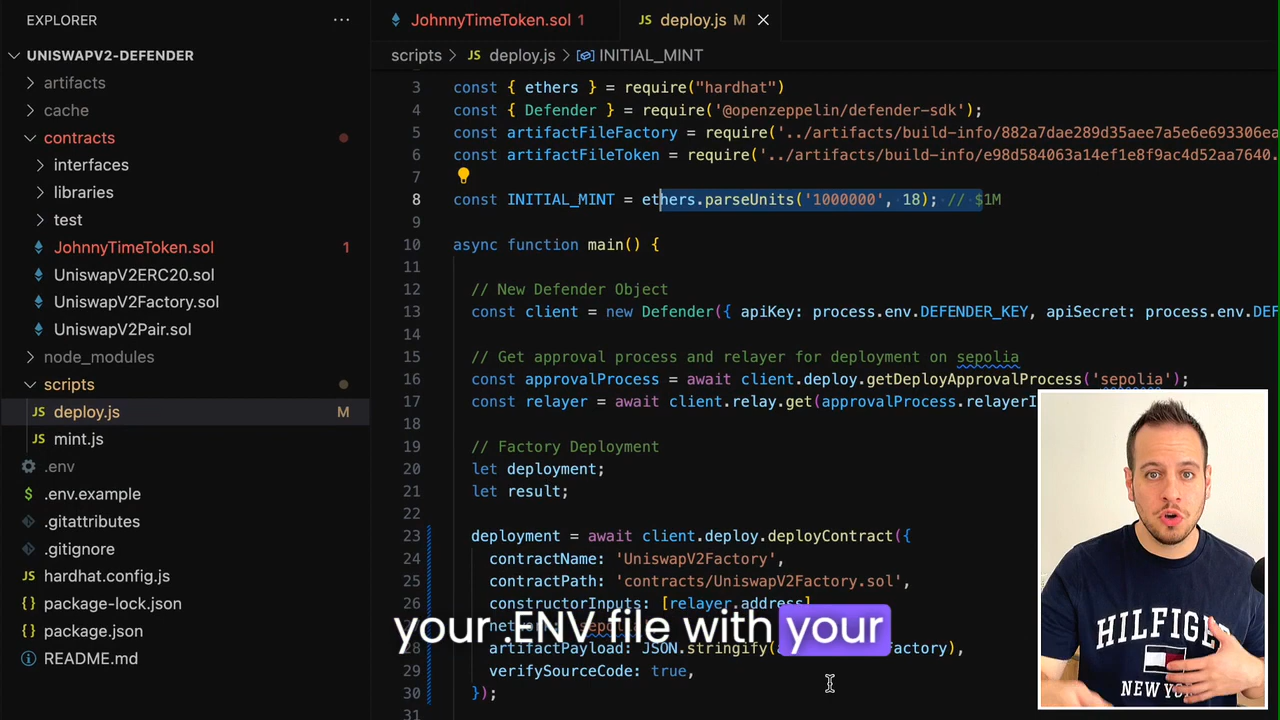 EXPLORER
UNISWAPV2-DEFENDER
artifacts
cache
contracts
interfaces
libraries
test
JohnnyTimeToken.sol 1
UniswapV2ERC20.sol
UniswapV2Factory.sol
UniswapV2Pair.sol
node_modules
scripts
deploy.js M
mint.js
.env
.env.example
.gitattributes
.gitignore
hardhat.config.js
package-lock.json
package.json
README.md
JohnnyTimeToken.sol 1
JS deploy.js M
scripts > JS deploy.js > INITIAL_MINT
3 const { ethers } = require("hardhat")
4 const { Defender } = require('@openzeppelin/defender-sdk');
5 const artifactFileFactory = require('../artifacts/build-info/882a7dae289d35aee7a5e6e693306ea
6 const artifactFileToken = require('../artifacts/build-info/e98d584063a14ef1e8f9ac4d52aa7640.
7
8 const INITIAL_MINT = ethers.parseUnits('1000000', 18); // $1M
9
10 async function main() {
11
12 // New Defender Object
13 const client = new Defender({ apiKey: process.env.DEFENDER_KEY, apiSecret: process.env.DEF
14
15 // Get approval process and relayer for deployment on sepolia
16 const approvalProcess = await client.deploy.getDeployApprovalProcess('sepolia');
17 const relayer = await client.relay.get(approvalProcess.relayerI
18
19 // Factory Deployment
20 let deployment;
21 let result;
22
23 deployment = await client.deploy.deployContract({
24 contractName: 'UniswapV2Factory',
25 contractPath: 'contracts/UniswapV2Factory.sol',
26 constructorInputs: [relayer.address]
your .ENV file with your
28 artifactPayload: JSON.stringify( Factory),
29 verifySourceCode: true,
30 });
31
HILFIGER
NEW YORK